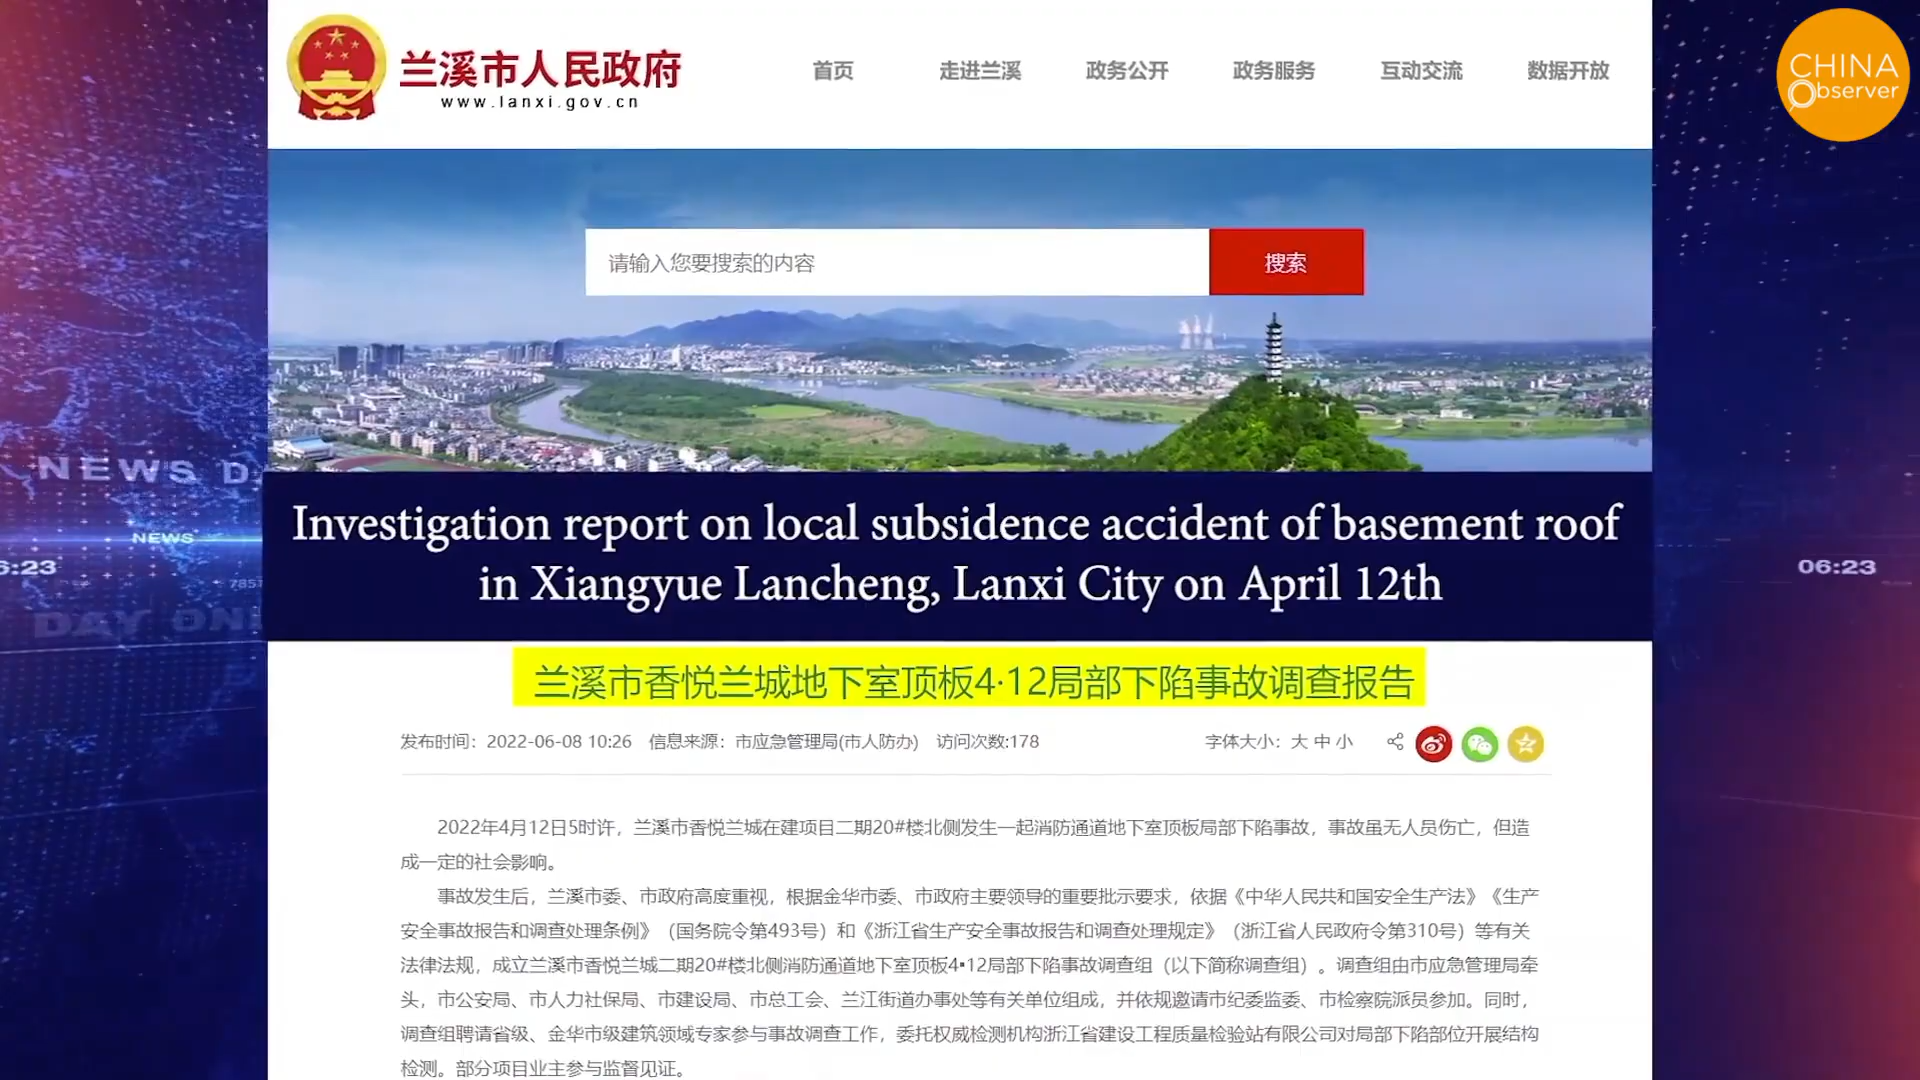 兰溪市人民政府
www.lanxi.gov.cn
首页 走进兰溪 政务公开 政务服务 互动交流 数据开放
CHINA
Observer
请输入您要搜索的内容 搜索
NEWS D
NEWS
6:23
7857
DAY ON
06:23
Investigation report on local subsidence accident of basement roof
in Xiangyue Lancheng, Lanxi City on April 12th
兰溪市香悦兰城地下室顶板4·12局部下陷事故调查报告
发布时间：2022-06-08 10:26 信息来源：市应急管理局(市人防办) 访问次数:178 字体大小：大 中 小
2022年4月12日5时许，兰溪市香悦兰城在建项目二期20#楼北侧发生一起消防通道地下室顶板局部下陷事故，事故虽无人员伤亡，但造
成一定的社会影响。
事故发生后，兰溪市委、市政府高度重视，根据金华市委、市政府主要领导的重要批示要求，依据《中华人民共和国安全生产法》《生产
安全事故报告和调查处理条例》（国务院令第493号）和《浙江省生产安全事故报告和调查处理规定》（浙江省人民政府令第310号）等有关
法律法规，成立兰溪市香悦兰城二期20#楼北侧消防通道地下室顶板4•12局部下陷事故调查组（以下简称调查组）。调查组由市应急管理局牵
头，市公安局、市人力社保局、市建设局、市总工会、兰江街道办事处等有关单位组成，并依规邀请市纪委监委、市检察院派员参加。同时，
调查组聘请省级、金华市级建筑领域专家参与事故调查工作，委托权威检测机构浙江省建设工程质量检验站有限公司对局部下陷部位开展结构
检测。部分项目业主参与监督见证。